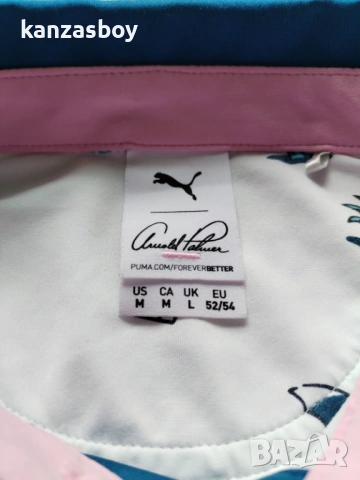 kanzasboy
Arnold Palmer
PUMA.COM/FOREVERBETTER
US CA UK EU
M M L 52/54
BAZAR